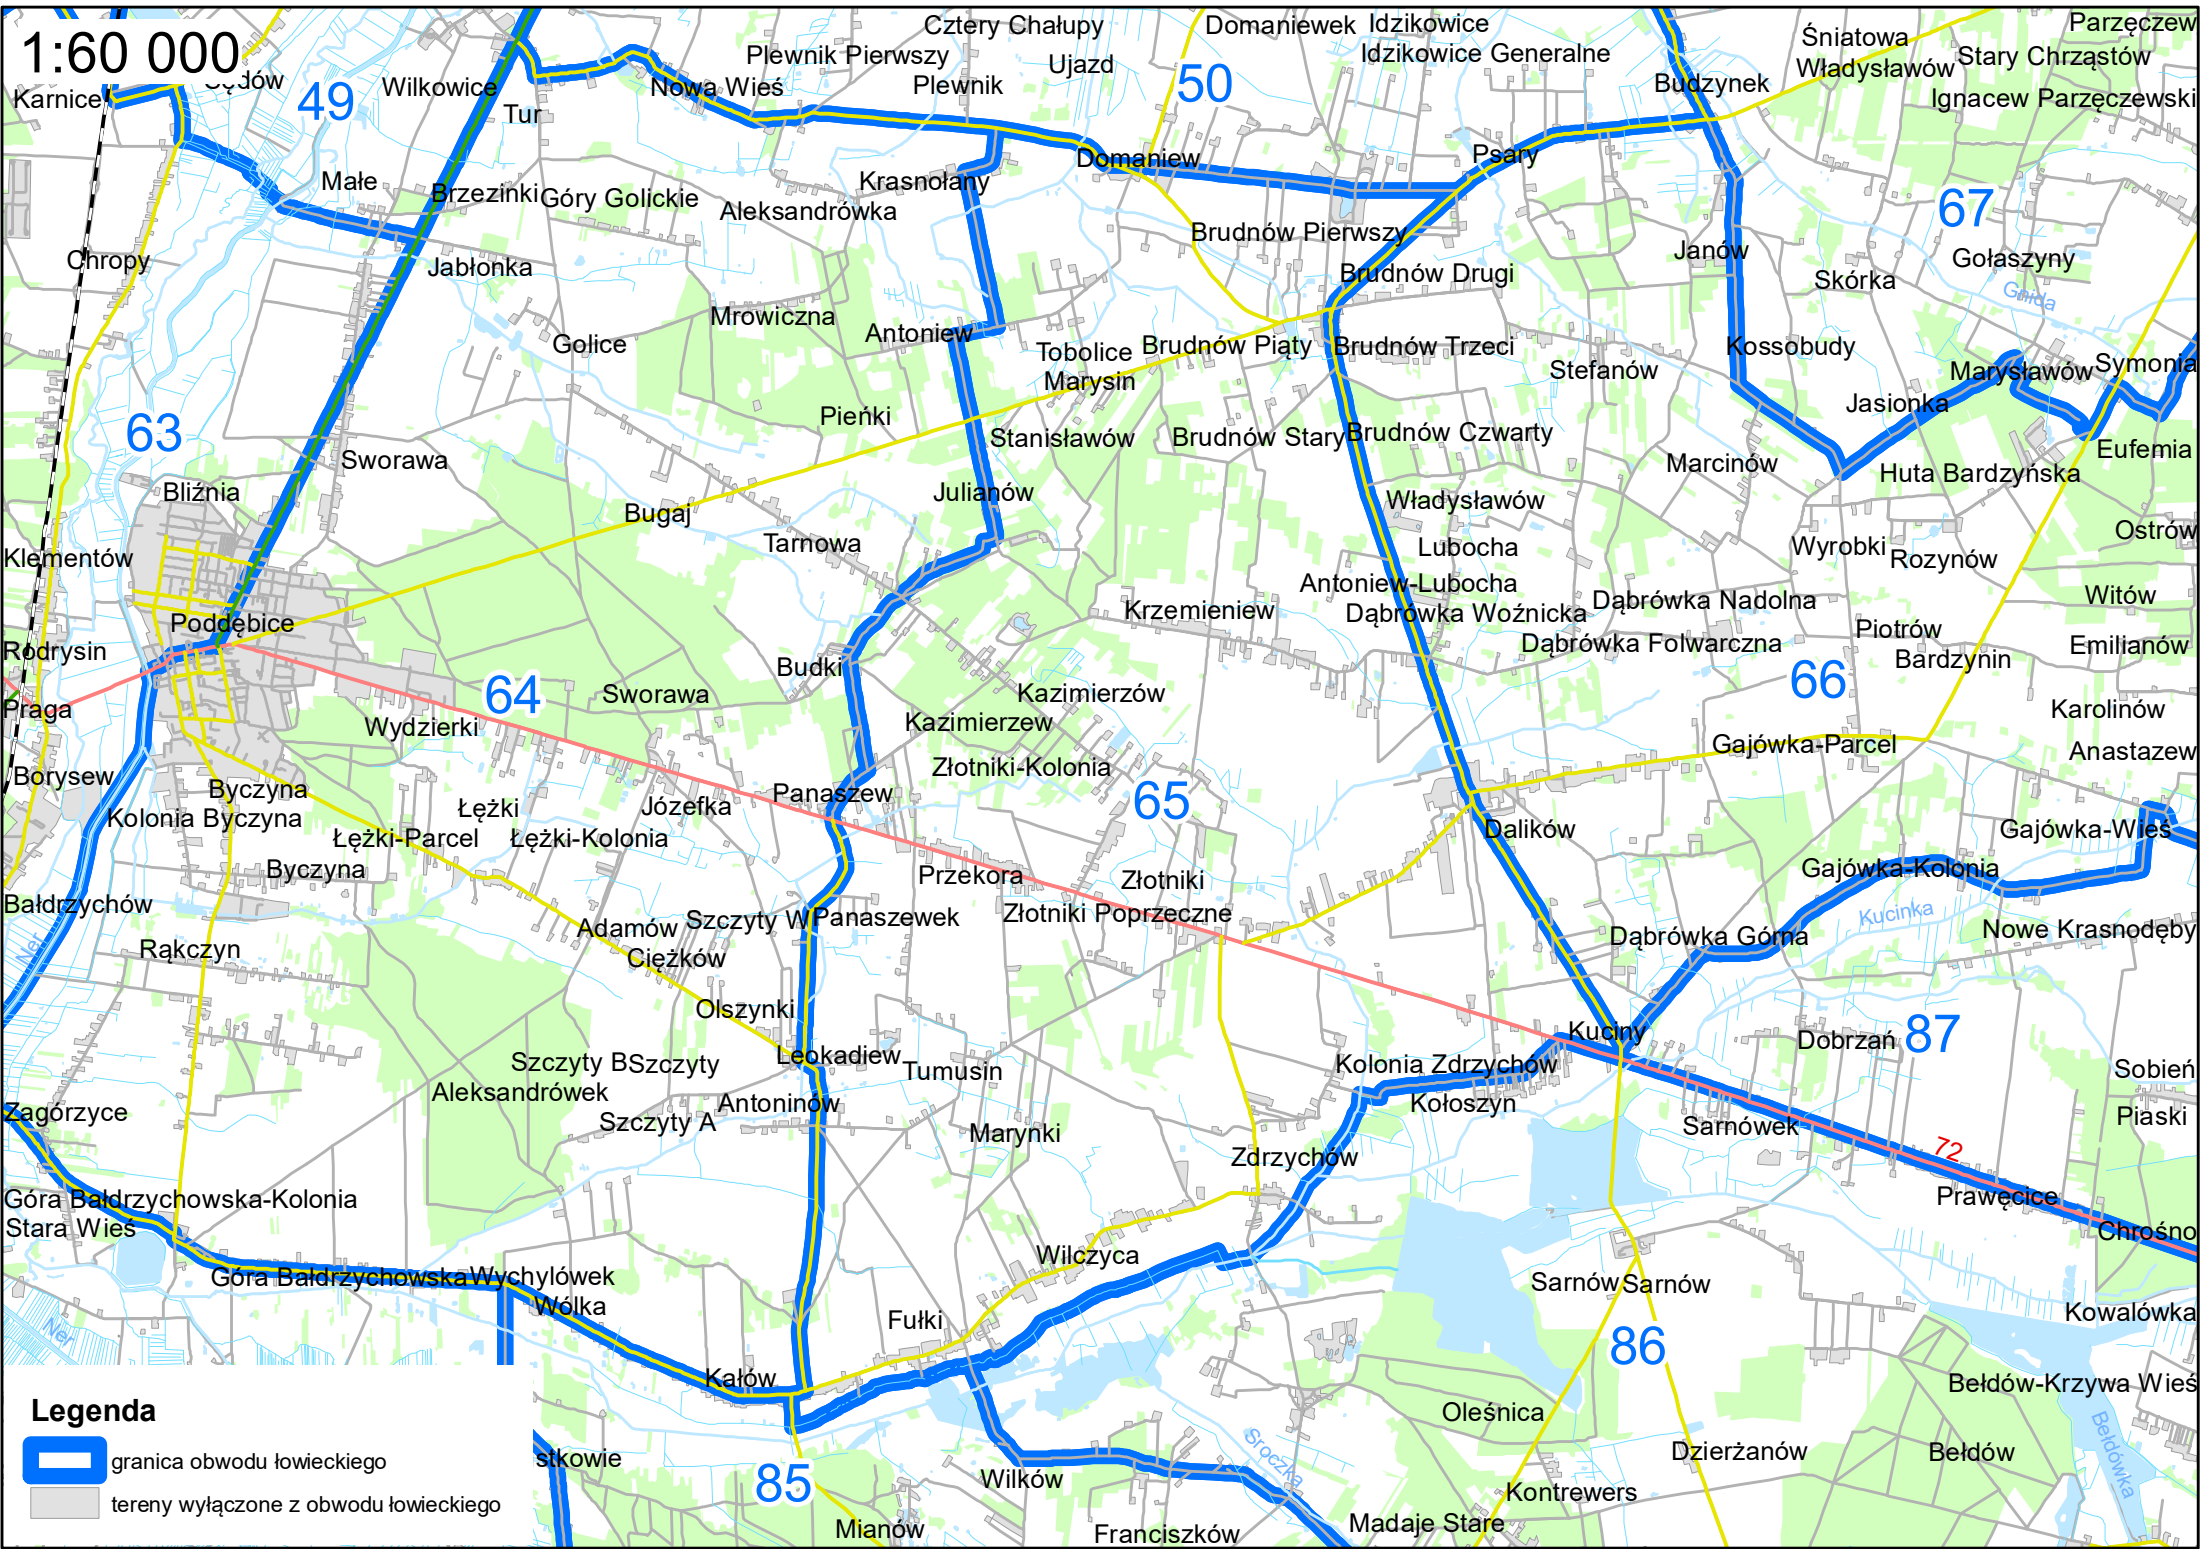 1:60 000
Cztery Chałupy
Domaniewek
Idzikowice
Parzęczew
Plewnik Pierwszy
Ujazd
Idzikowice Generalne
Śniatowa
Stary Chrząstów
Władysławów
Karnice
49
Wilkowice
Nowa Wieś
Plewnik
50
Budzynek
Ignacew Parzęczewski
Tur
Domaniew
Psary
Małe
Brzezinki
Góry Golickie
Krasnołany
Aleksandrówka
67
Brudnów Pierwszy
Chropy
Jabłonka
Brudnów Drugi
Janów
Skórka
Gołaszyny
Gnida
Mrowiczna
Antoniew
Golice
Tobolice
Brudnów Piąty
Brudnów Trzeci
Kossobudy
Marysin
Stefanów
Marysławów
Symonia
63
Pieńki
Jasionka
Sworawa
Stanisławów
Brudnów Stary
Brudnów Czwarty
Marcinów
Eufemia
Huta Bardzyńska
Bliźnia
Bugaj
Julianów
Władysławów
Klementów
Tarnowa
Lubocha
Wyrobki
Rozynów
Ostrów
Antoniew-Lubocha
Witów
Poddębice
Krzemieniew
Dąbrówka Woźnicka
Dąbrówka Nadolna
Rodrysin
Dąbrówka Folwarczna
Piotrów
Emilianów
Bardzynin
Budki
64
Sworawa
Kazimierzów
66
Praga
Wydzierki
Kazimierzew
Karolinów
Gajówka-Parcel
Anastazew
Borysew
Byczyna
Złotniki-Kolonia
Kolonia Byczyna
Łężki
Józefka
Panaszew
65
Łężki-Parcel
Łężki-Kolonia
Dalików
Gajówka-Wieś
Byczyna
Przekora
Złotniki
Gajówka-Kolonia
Bałdrzychów
Adamów
Szczyty W
Panaszewek
Złotniki Poprzeczne
Kucinka
Nowe Krasnodęby
Ner
Rąkczyn
Ciężków
Dąbrówka Górna
Olszynki
Kuciny
Dobrzań
87
Szczyty B
Szczyty
Leokadiew
Tumusin
Kolonia Zdrzychów
Sobień
Aleksandrówek
Antoninów
Kołoszyn
Zagórzyce
Szczyty A
Marynki
Sarnówek
Piaski
Zdrzychów
72
Góra Bałdrzychowska-Kolonia
Prawęcice
Stara Wieś
Chrośno
Wilczyca
Góra Bałdrzychowska
Wychylówek
Sarnów
Sarnów
Wólka
Fułki
Kowalówka
Ner
86
Kałów
Bełdów-Krzywa Wieś
Legenda
Oleśnica
granica obwodu łowieckiego
stkowie
85
Wilków
Sroczka
Dzierżanów
Bełdów
Bełdówka
tereny wyłączone z obwodu łowieckiego
Kontrewers
Mianów
Franciszków
Madaje Stare